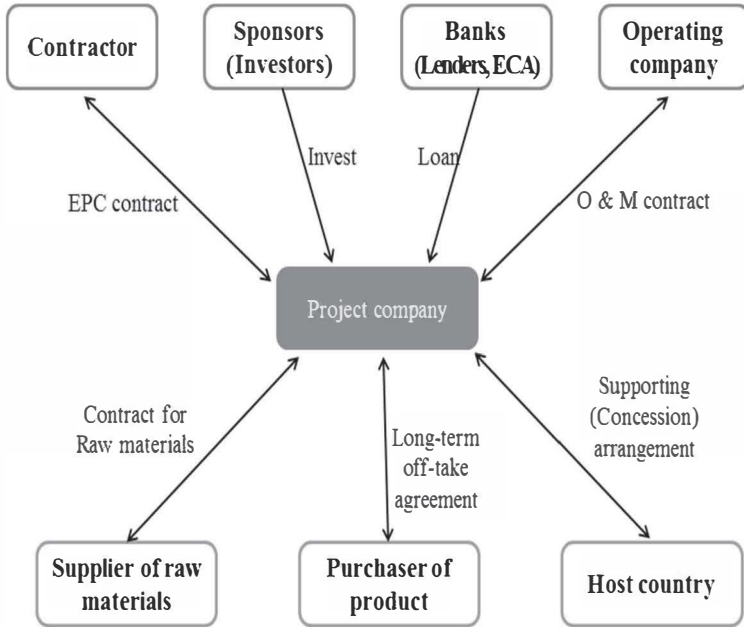 Contractor
Sponsors
(Investors)
Banks
(Lenders, ECA)
Operating
company
Invest
Loan
EPC contract
O & M contract
Project company
Contract for
Raw materials
Long-term
off-take
agreement
Supporting
(Concession)
arrangement
Supplier of raw
materials
Purchaser of
product
Host country